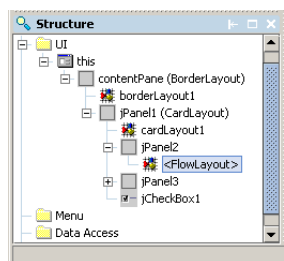 Structure
UI
this
contentPane (BorderLayout)
borderLayout1
jPanel1 (CardLayout)
cardLayout1
jPanel2
<FlowLayout>
jPanel3
jCheckBox1
Menu
Data Access